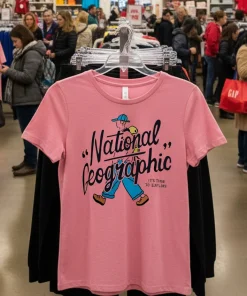 "National
Geographic"
IT'S TIME
TO EXPLORE
GAP